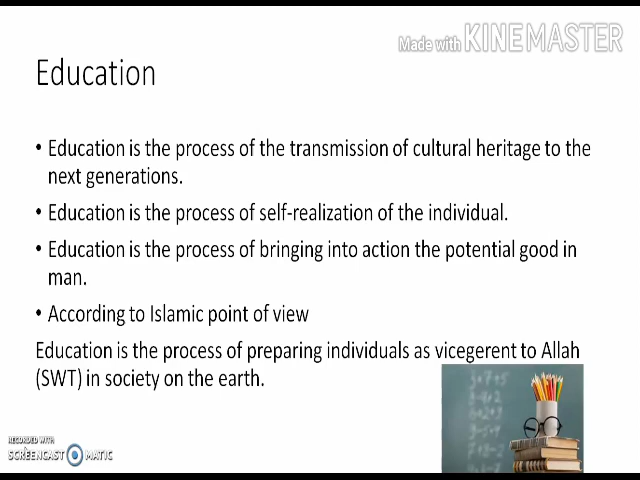 Made with KINEMASTER
Education
• Education is the process of the transmission of cultural heritage to the
next generations.
• Education is the process of self-realization of the individual.
• Education is the process of bringing into action the potential good in
man.
• According to Islamic point of view
Education is the process of preparing individuals as vicegerent to Allah
(SWT) in society on the earth.
RECORDED WITH
SCREENCAST MATIC